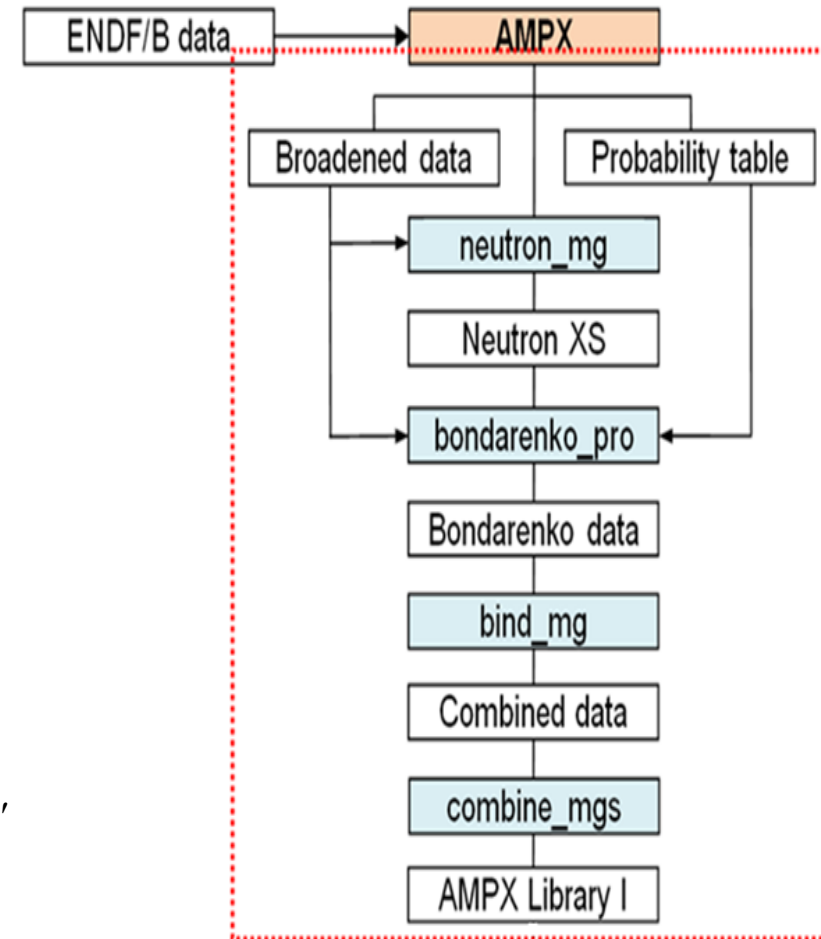 ENDF/B data
AMPX
Broadened data
Probability table
neutron_mg
Neutron XS
bondarenko_pro
Bondarenko data
bind_mg
Combined data
combine_mgs
,
AMPX Library I